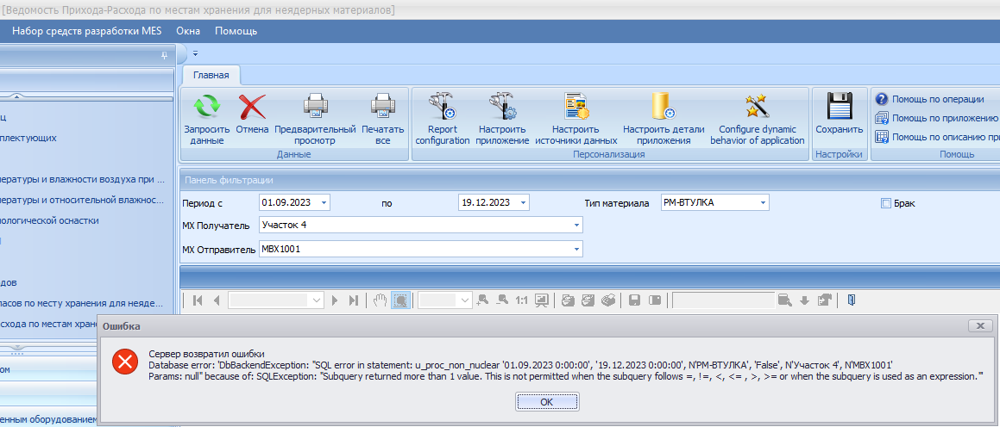 [Ведомость Прихода-Расхода по местам хранения для неядерных материалов]
Набор средств разработки MES Окна Помощь
Главная
Запросить данные
Отмена
Предварительный просмотр
Печатать все
Report configuration
Настроить приложение
Настроить источники данных
Настроить детали приложения
Configure dynamic behavior of application
Сохранить
Помощь по операции
Помощь по приложению
Помощь по описанию пр
Данные
Персонализация
Настройки
Помощь
ц
плектующих
пературы и влажности воздуха при ...
пературы и относительной влажнос...
нологической оснастки
дов
пасов по месту хранения для неяде...
асхода по местам хран
ом
енным оборудованием
Панель фильтрации
Период с 01.09.2023 по 19.12.2023 Тип материала РМ-ВТУЛКА Брак
МХ Получатель Участок 4
МХ Отправитель МВХ1001
1:1
Ошибка
Сервер возвратил ошибки
Database error: 'DbBackendException: "SQL error in statement: u_proc_non_nuclear '01.09.2023 0:00:00', '19.12.2023 0:00:00', N'РМ-ВТУЛКА', 'False', N'Участок 4', N'МВХ1001'
Params: null" because of: SQLException: "Subquery returned more than 1 value. This is not permitted when the subquery follows =, !=, <, <= , >, >= or when the subquery is used as an expression."'
OK